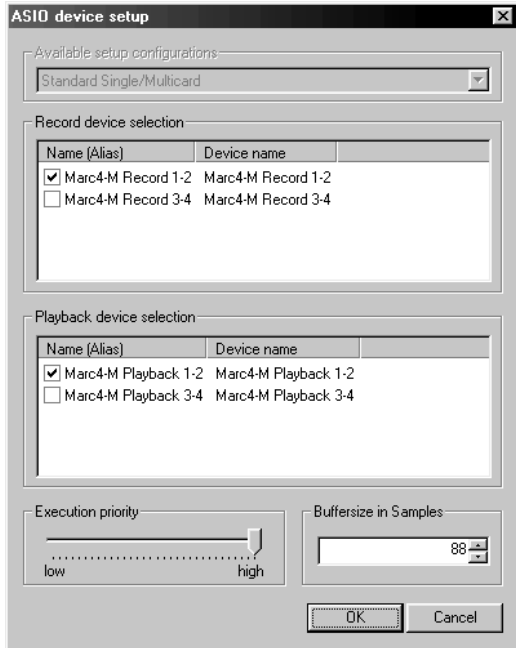 ASIO device setup
Available setup configurations
Standard Single/Multicard
Record device selection
Name (Alias) Device name
Marc4-M Record 1-2 Marc4-M Record 1-2
Marc4-M Record 3-4 Marc4-M Record 3-4
Playback device selection
Name (Alias) Device name
Marc4-M Playback 1-2 Marc4-M Playback 1-2
Marc4-M Playback 3-4 Marc4-M Playback 3-4
Execution priority
low high
Buffersize in Samples
88
OK Cancel